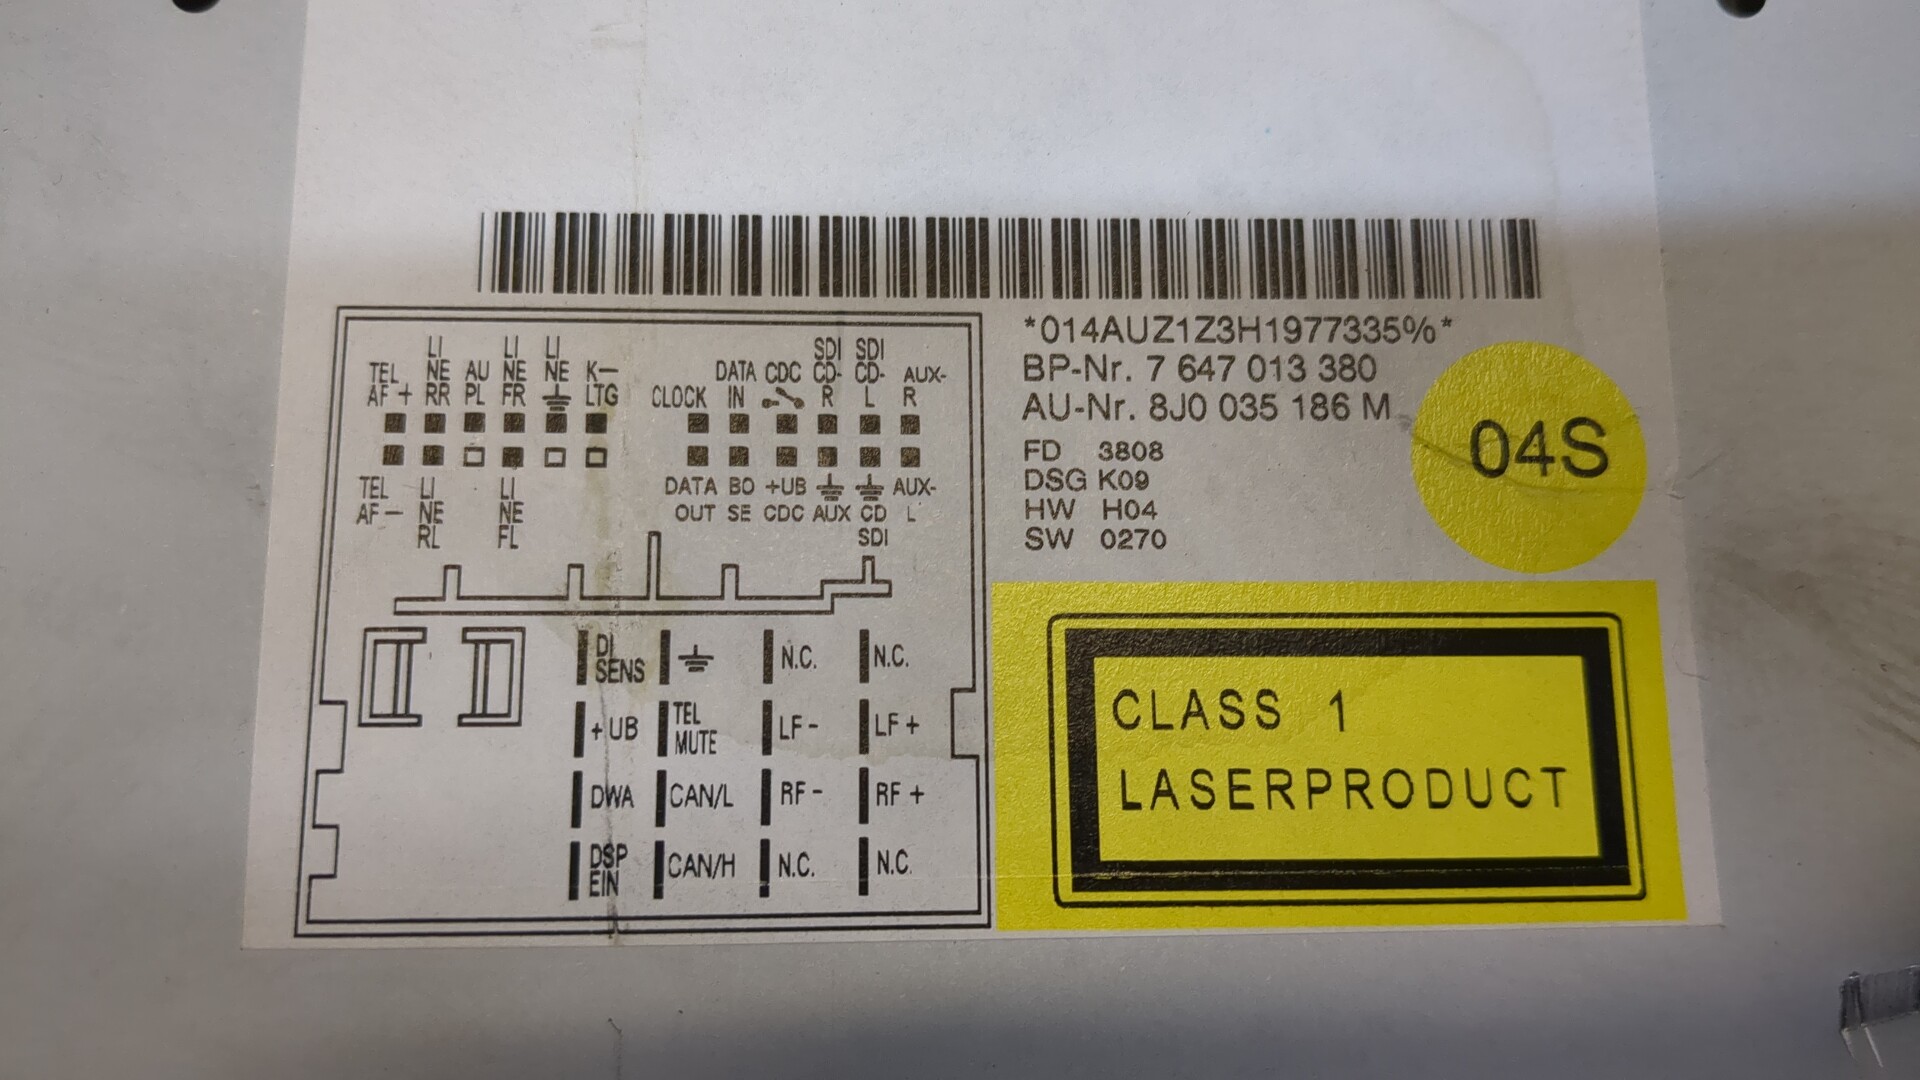 *014AUZ1Z3H1977335%*
BP-Nr. 7 647 013 380
AU-Nr. 8J0 035 186 M
FD 3808
DSG K09
HW H04
SW 0270
04S
TEL AF +
LI NE RR
AU PL
LI NE FR
LI NE
K- LTG
CLOCK
DATA IN
CDC
SDI CD- R
SDI CD- L
AUX- R
TEL AF -
LI NE RL
LI NE FL
DATA OUT
BO SE
+UB CDC
AUX
CD SDI
AUX- L
DI SENS
N.C.
N.C.
+ UB
TEL MUTE
LF -
LF +
DWA
CAN/L
RF -
RF +
DSP EIN
CAN/H
N.C.
N.C.
CLASS 1
LASERPRODUCT